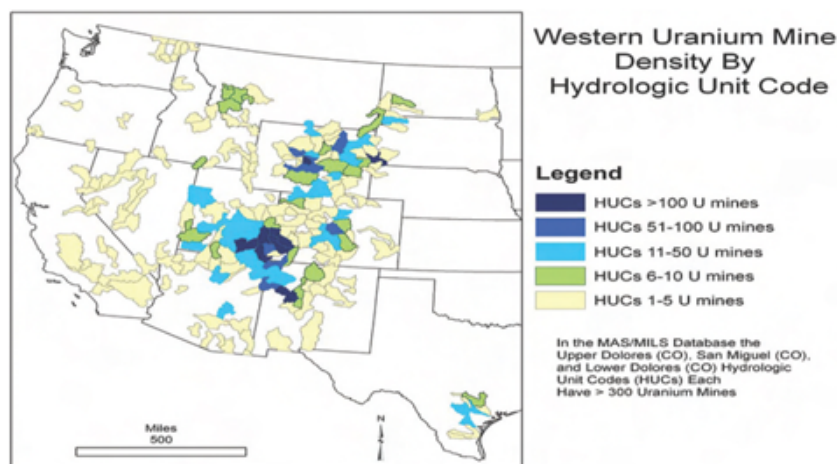 Western Uranium Mine
Density By
Hydrologic Unit Code
Legend
HUCs >100 U mines
HUCs 51-100 U mines
HUCs 11-50 U mines
HUCs 6-10 U mines
HUCs 1-5 U mines
In the MAS/MILS Database the
Upper Dolores (CO), San Miguel (CO),
and Lower Dolores (CO) Hydrologic
Unit Codes (HUCs) Each
Have > 300 Uranium Mines
Miles
500
N